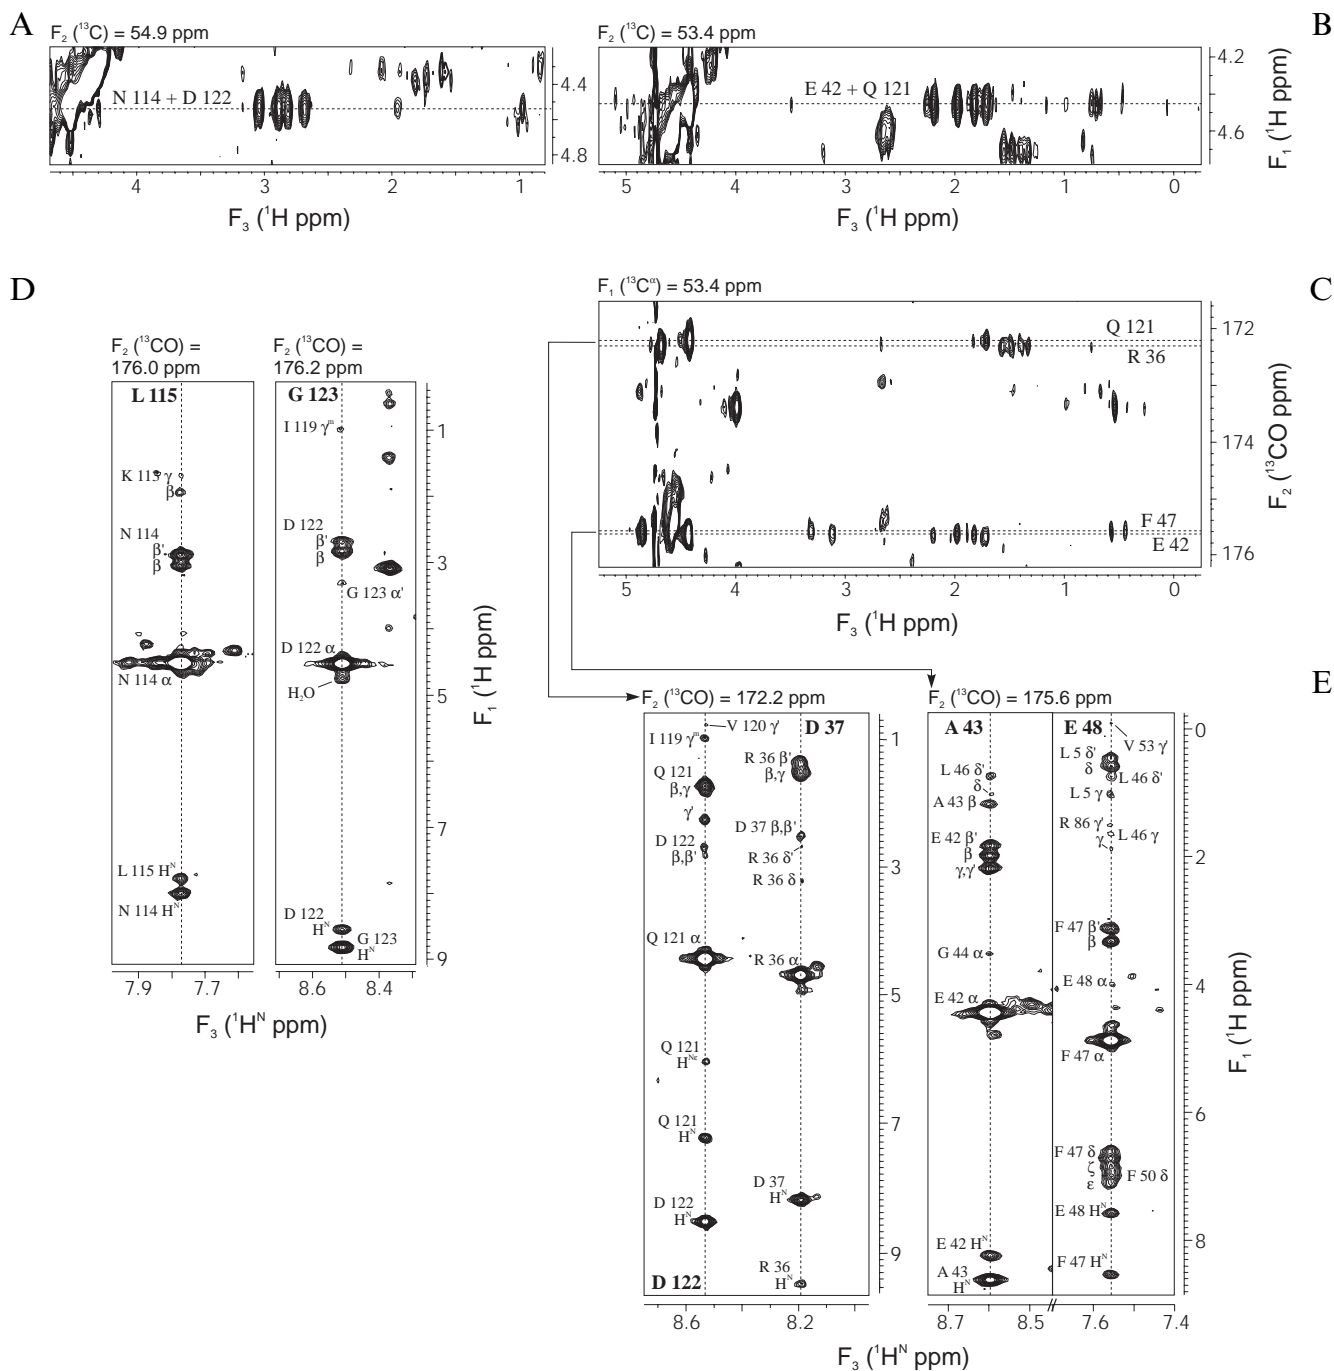 A
F₂ (¹³C) = 54.9 ppm
N 114 + D 122
4.4
4.8
4
3
2
1
F₃ (¹H ppm)
B
F₂ (¹³C) = 53.4 ppm
E 42 + Q 121
4.2
4.6
F₁ (¹H ppm)
5
4
3
2
1
0
F₃ (¹H ppm)
C
F₁ (¹³Cᵅ) = 53.4 ppm
Q 121
R 36
F 47
E 42
172
174
176
F₂ (¹³CO ppm)
5
4
3
2
1
0
F₃ (¹H ppm)
D
F₂ (¹³CO) =
176.0 ppm
L 115
K 113 γ
β
N 114
β'
β
N 114 α
L 115 Hᴺ
N 114 Hᴺ
7.9
7.7
F₂ (¹³CO) =
176.2 ppm
G 123
I 119 γᵐ
D 122
β'
β
G 123 α'
D 122 α
H₂O
D 122
Hᴺ
G 123
Hᴺ
8.6
8.4
1
3
5
7
9
F₁ (¹H ppm)
F₃ (¹Hᴺ ppm)
E
F₂ (¹³CO) = 172.2 ppm
V 120 γ'
D 37
I 119 γᵐ
Q 121
β,γ
γ'
D 122
β,β'
Q 121 α
Q 121
Hᴺᵋ
Q 121
Hᴺ
D 122
Hᴺ
D 122
R 36 β'
β,γ
D 37 β,β'
R 36 δ'
R 36 δ
R 36 α
D 37
Hᴺ
R 36
Hᴺ
8.6
8.2
1
3
5
7
9
F₂ (¹³CO) = 175.6 ppm
A 43
L 46 δ'
δ
A 43 β
E 42 β'
β
γ,γ'
G 44 α
E 42 α
E 42 Hᴺ
A 43
Hᴺ
E 48
V 53 γ'
L 5 δ'
δ
L 46 δ'
L 5 γ
R 86 γ'
γ
L 46 γ
F 47 β'
β
E 48 α
F 47 α
F 47 δ
ζ
ε
F 50 δ
E 48 Hᴺ
F 47 Hᴺ
8.7
8.5
7.6
7.4
0
2
4
6
8
F₁ (¹H ppm)
F₃ (¹Hᴺ ppm)